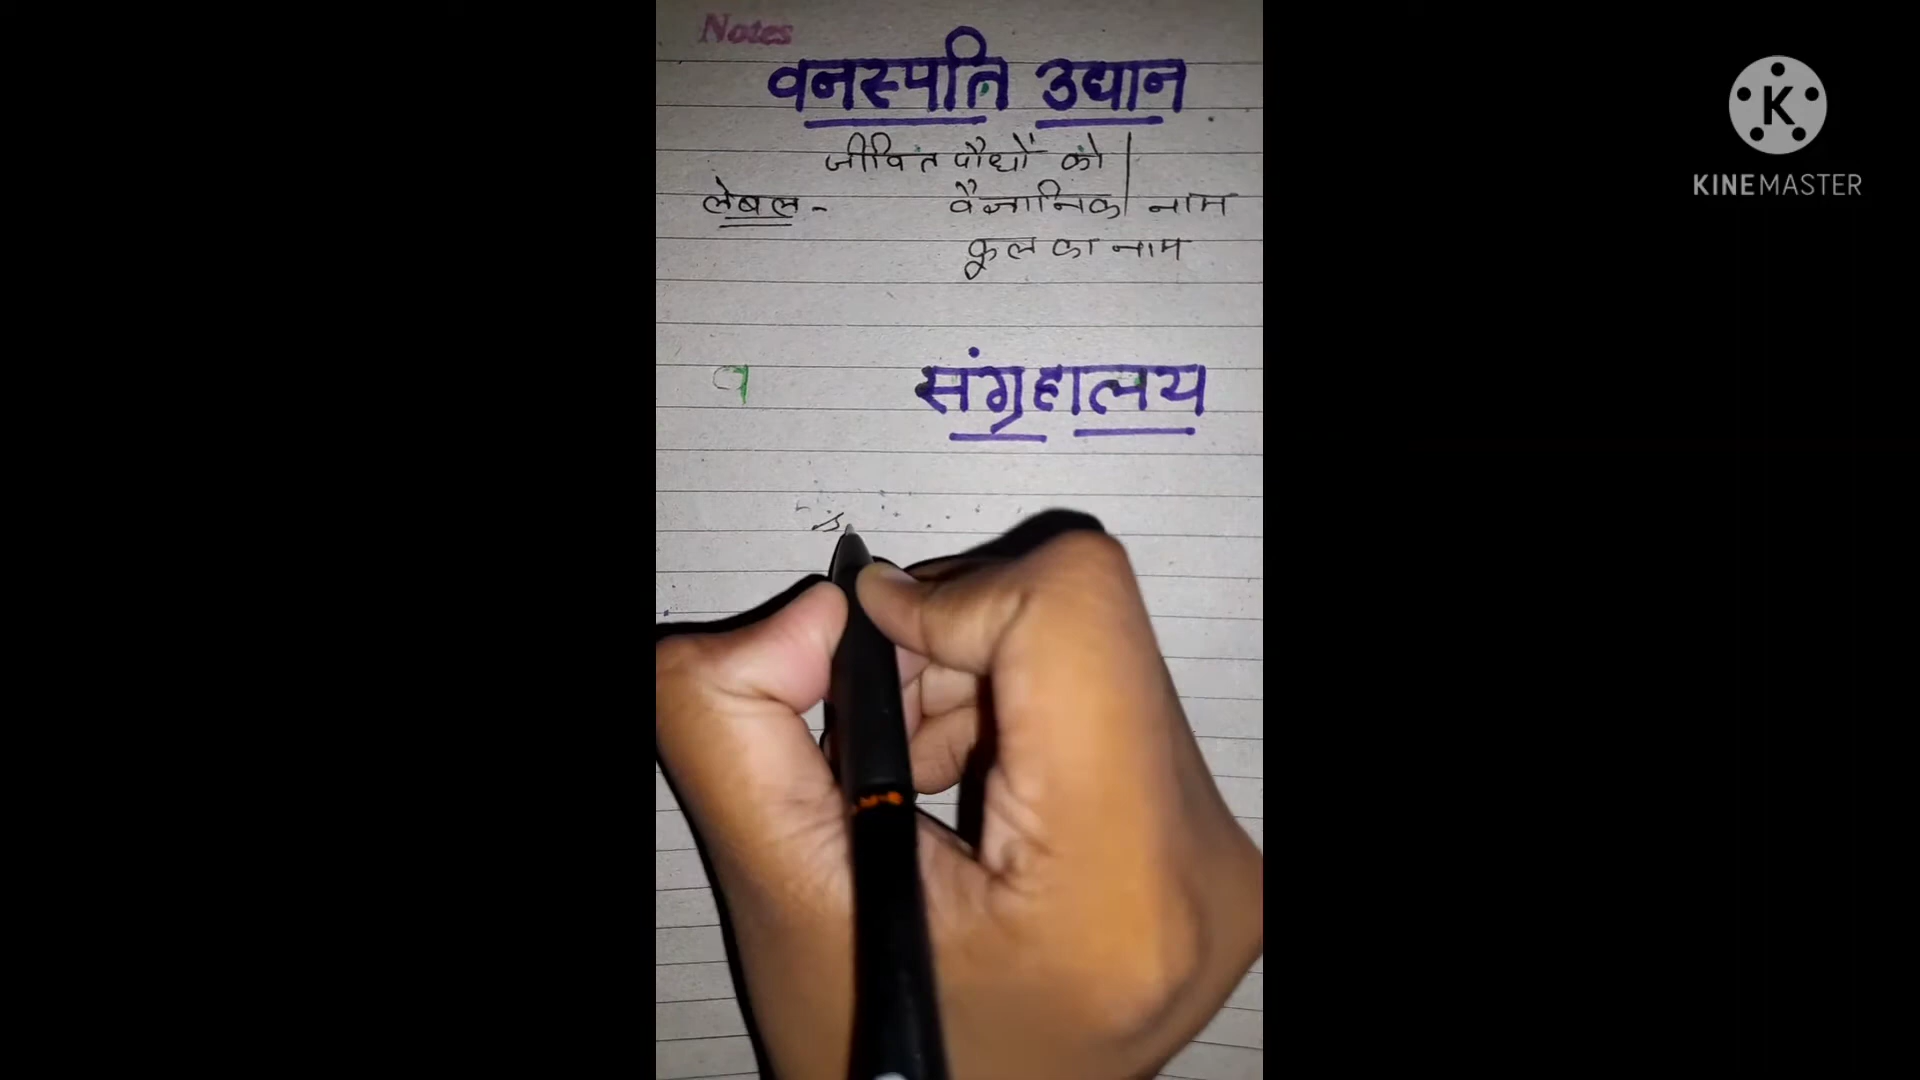 Notes
वनस्पति उद्यान
जीवित पौधों को
लेबल - वैज्ञानिक नाम
कूल का नाम
संग्रहालय
KINEMASTER